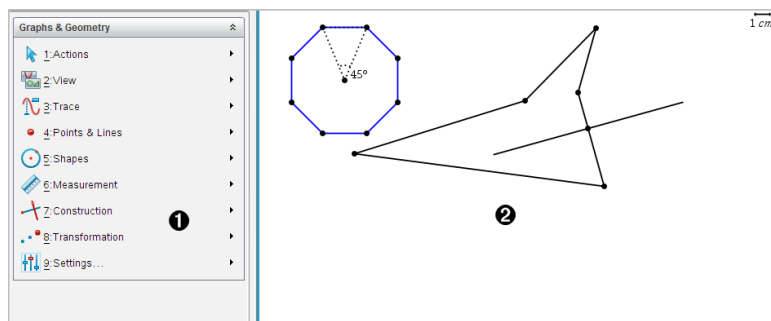 Graphs & Geometry
1:Actions
2:View
3:Trace
4:Points & Lines
5:Shapes
6:Measurement
7:Construction
8:Transformation
9:Settings...
❶
45°
1 cm
❷